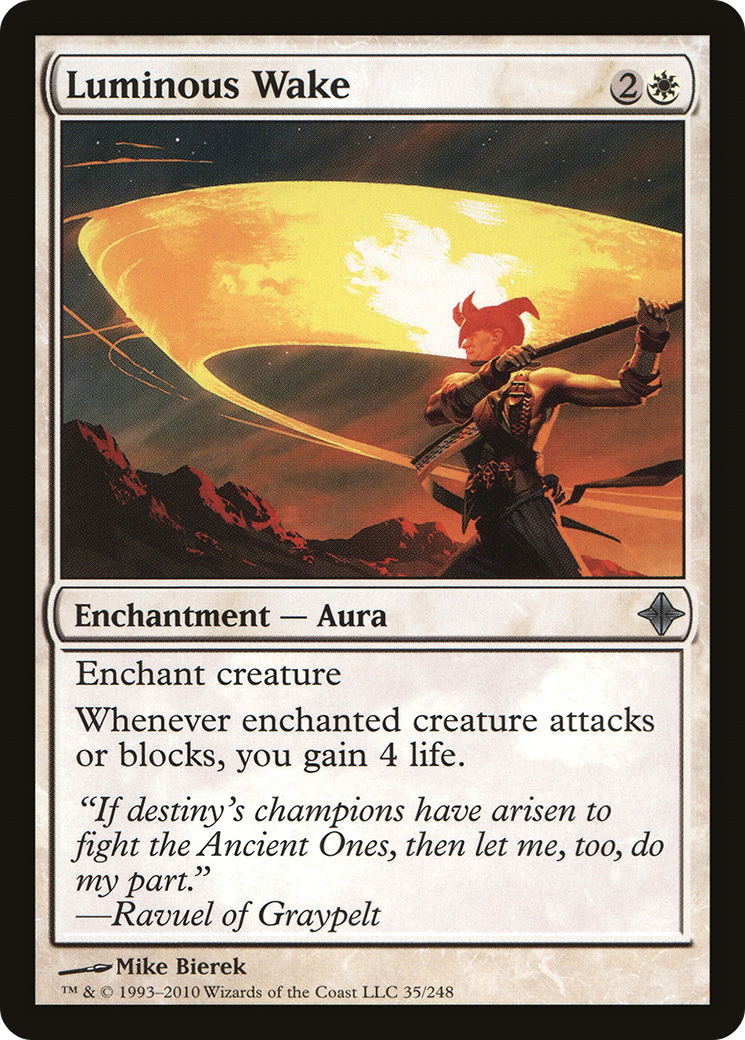 Luminous Wake 2
Enchantment — Aura
Enchant creature
Whenever enchanted creature attacks
or blocks, you gain 4 life.
“If destiny’s champions have arisen to
fight the Ancient Ones, then let me, too, do
my part.”
—Ravuel of Graypelt
Mike Bierek
™ & © 1993–2010 Wizards of the Coast LLC 35/248